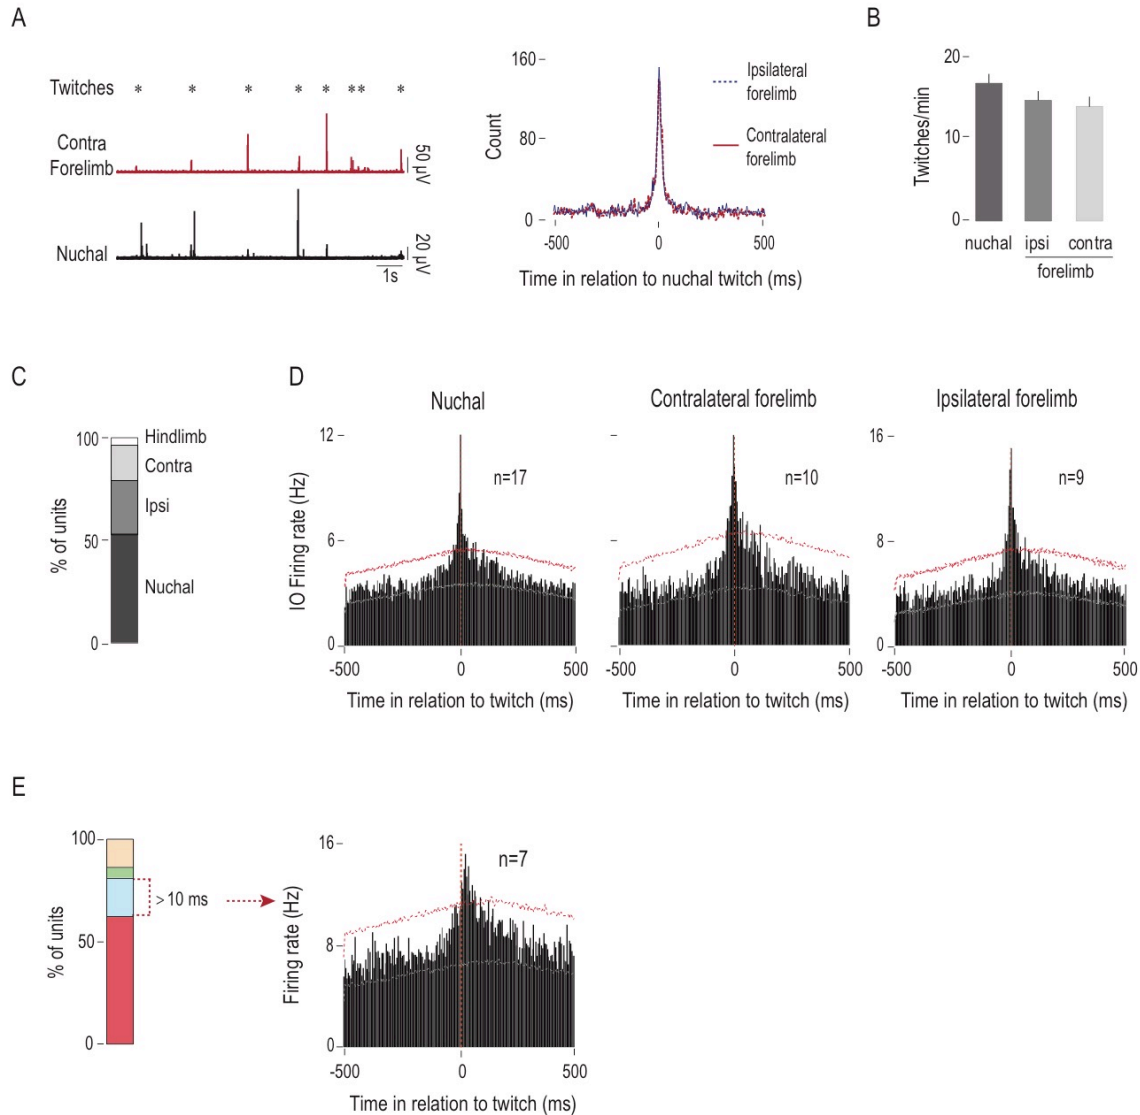 A
Twitches * * * * * ** *
Contra
Forelimb
50 µV
Nuchal
20 µV
1s
160
80
0
Count
-500 0 500
Time in relation to nuchal twitch (ms)
Ipsilateral
forelimb
Contralateral
forelimb
B
20
10
0
Twitches/min
nuchal ipsi contra
forelimb
C
100
50
0
% of units
Hindlimb
Contra
Ipsi
Nuchal
D
Nuchal
12
6
0
IO Firing rate (Hz)
n=17
-500 0 500
Time in relation to twitch (ms)
Contralateral forelimb
n=10
-500 0 500
Time in relation to twitch (ms)
Ipsilateral forelimb
16
8
0
n=9
-500 0 500
Time in relation to twitch (ms)
E
100
50
0
% of units
>10 ms
16
8
0
Firing rate (Hz)
n=7
-500 0 500
Time in relation to twitch (ms)